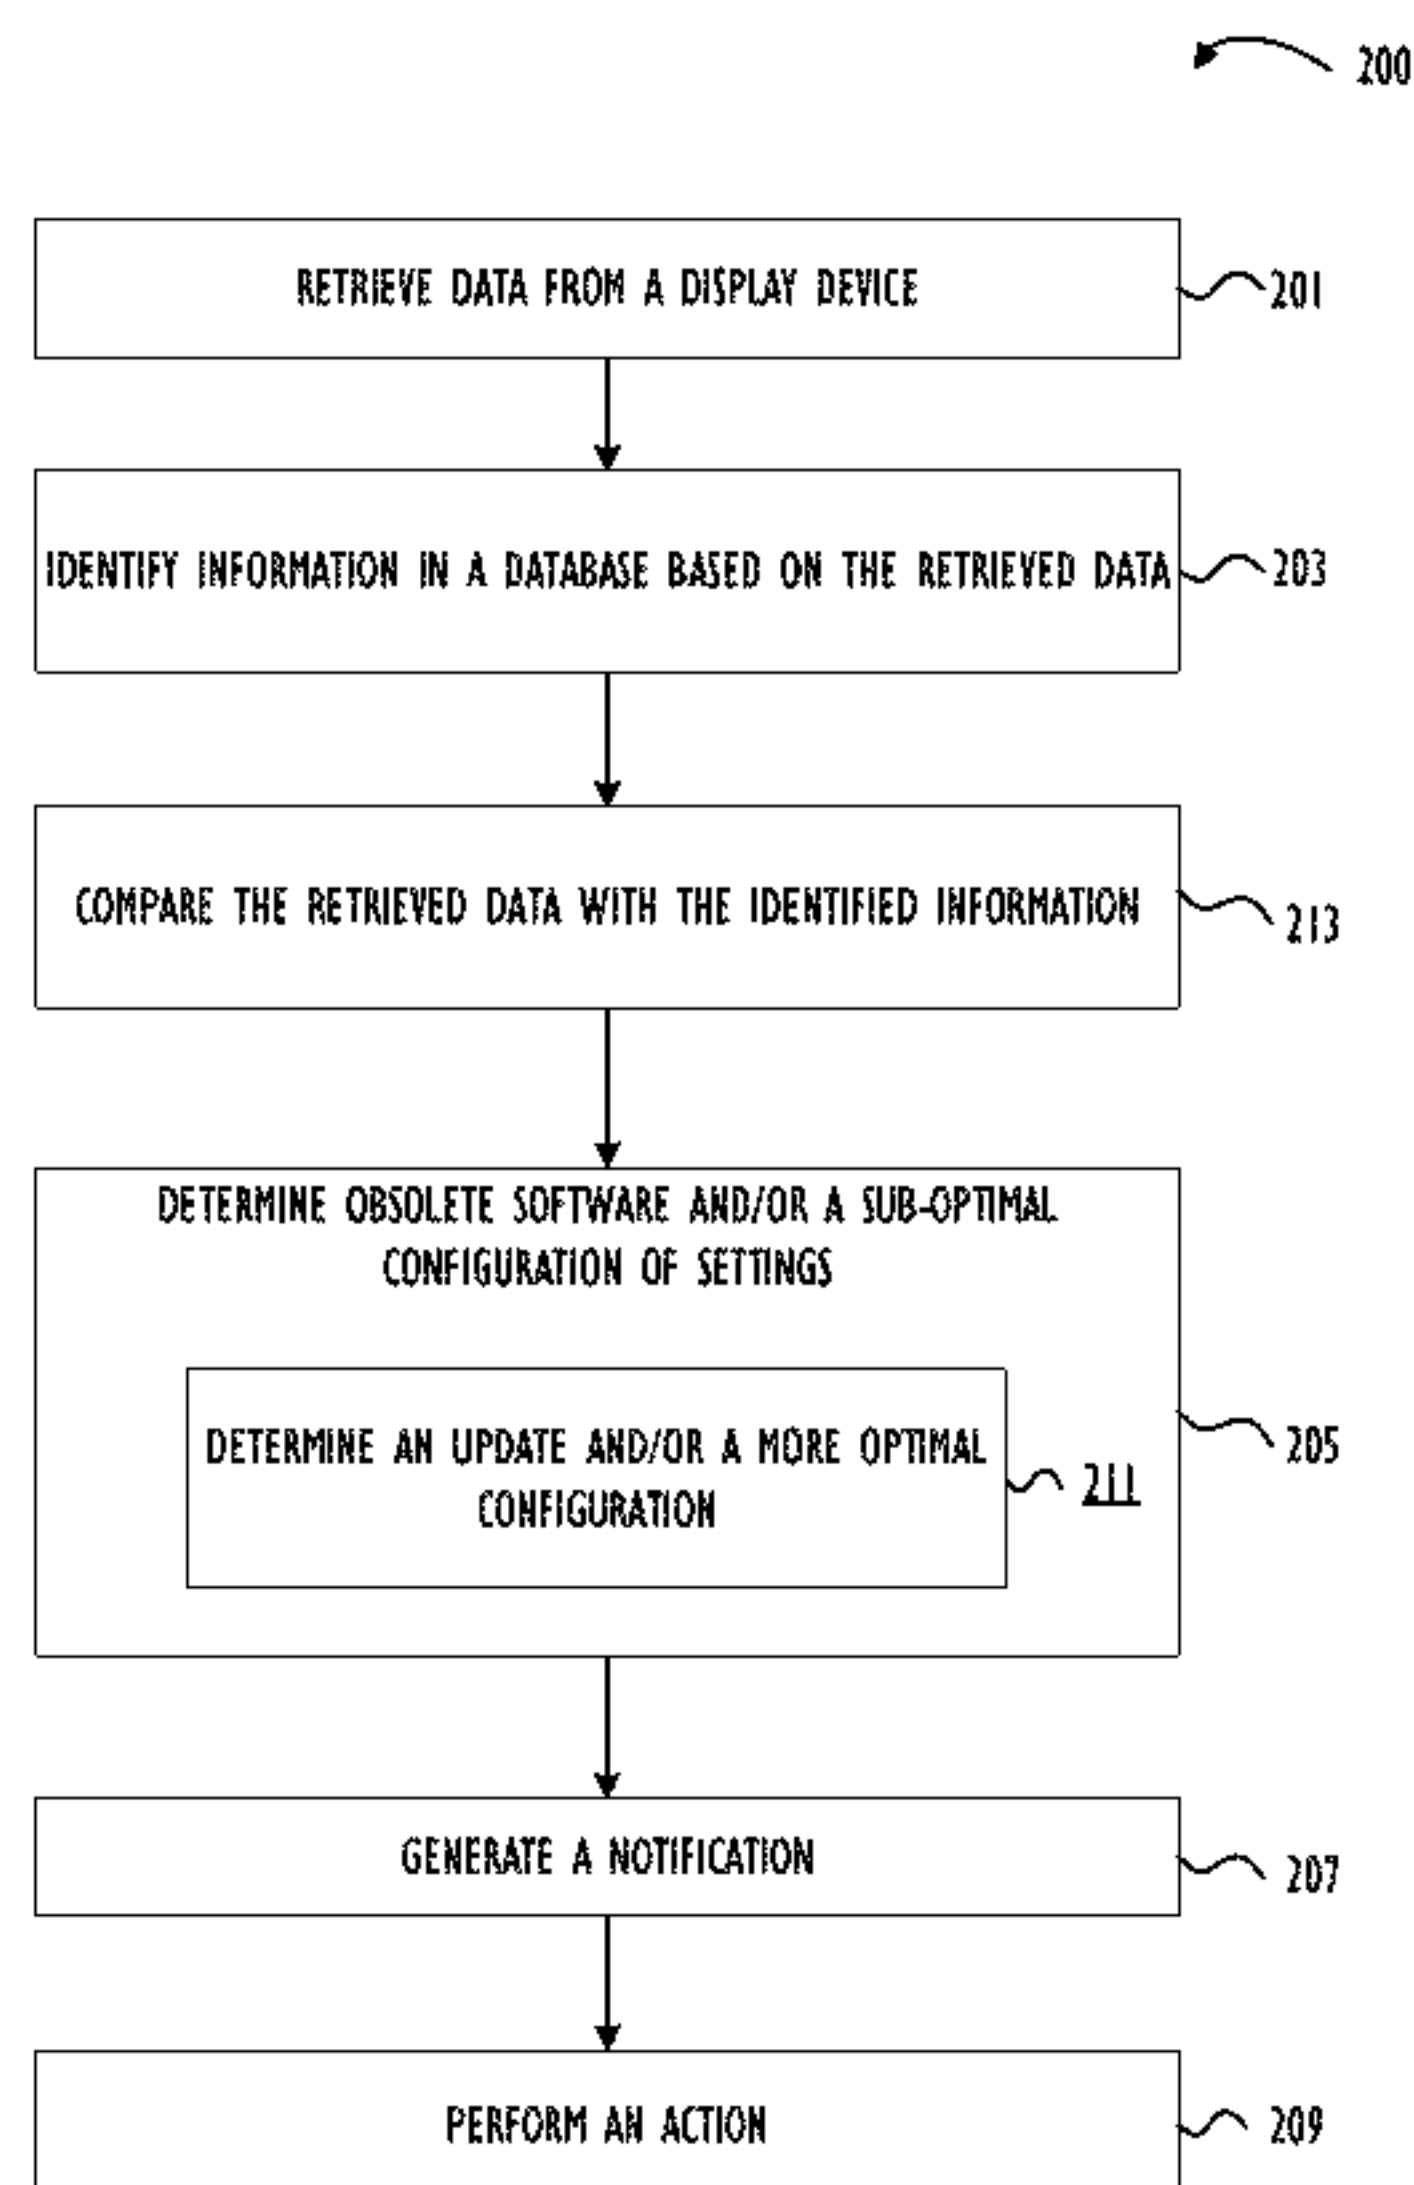 200
RETRIEVE DATA FROM A DISPLAY DEVICE
201
IDENTIFY INFORMATION IN A DATABASE BASED ON THE RETRIEVED DATA
203
COMPARE THE RETRIEVED DATA WITH THE IDENTIFIED INFORMATION
213
DETERMINE OBSOLETE SOFTWARE AND/OR A SUB-OPTIMAL
CONFIGURATION OF SETTINGS
205
DETERMINE AN UPDATE AND/OR A MORE OPTIMAL
CONFIGURATION
211
GENERATE A NOTIFICATION
207
PERFORM AN ACTION
209